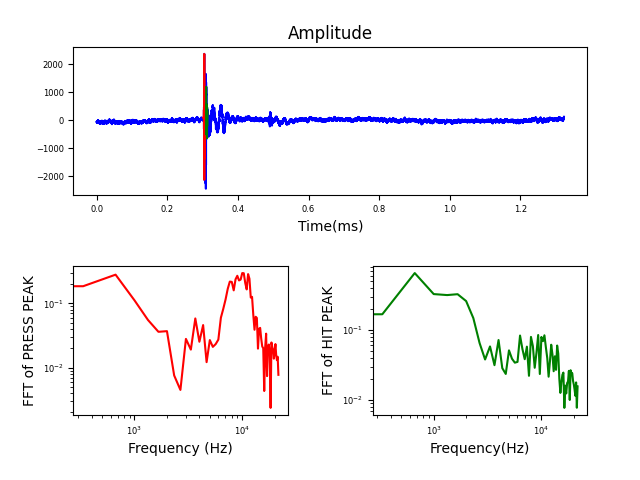 Amplitude
2000
1000
0
−1000
−2000
0.0 0.2 0.4 0.6 0.8 1.0 1.2
Time(ms)
FFT of PRESS PEAK
10⁻¹
10⁻²
10³ 10⁴
Frequency (Hz)
FFT of HIT PEAK
10⁻¹
10⁻²
10³ 10⁴
Frequency(Hz)